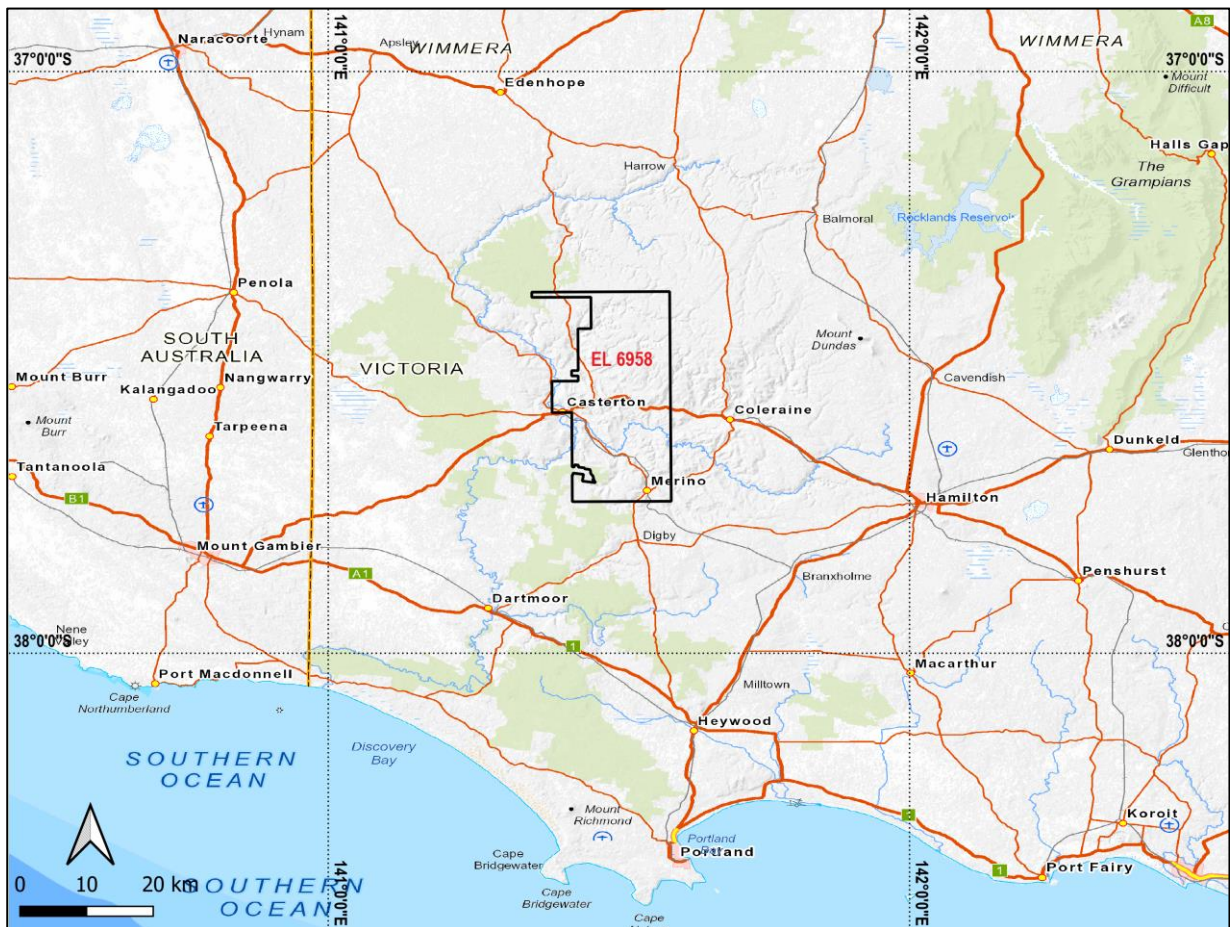 Naracoorte
Hynam
Apsley
WIMMERA
141°0'0"E
142°0'0"E
WIMMERA
A8
37°0'0"S
37°0'0"S
Mount
Difficult
Edenhope
Halls Gap
Harrow
The
Grampians
Balmoral
Rocklands Reservoir
Penola
SOUTH
AUSTRALIA
VICTORIA
EL 6958
Mount
Dundas
Mount Burr
Nangwarry
Kalangadoo
Cavendish
Casterton
Coleraine
Mount
Burr
Tarpeena
Dunkeld
Glenthom
Tantanoola
Merino
B1
Hamilton
Digby
Mount Gambier
A1
Branxholme
Penshurst
Dartmoor
Nene
Valley
38°0'0"S
38°0'0"S
1
Port Macdonnell
Macarthur
Cape
Northumberland
Milltown
Heywood
SOUTHERN
OCEAN
Discovery
Bay
Mount
Richmond
Koroit
Portland
Bay
Portland
Cape
Bridgewater
Port Fairy
1
0 10 20 km
SOUTHERN
OCEAN
141°0'0"E
Cape
Bridgewater
142°0'0"E
Cape